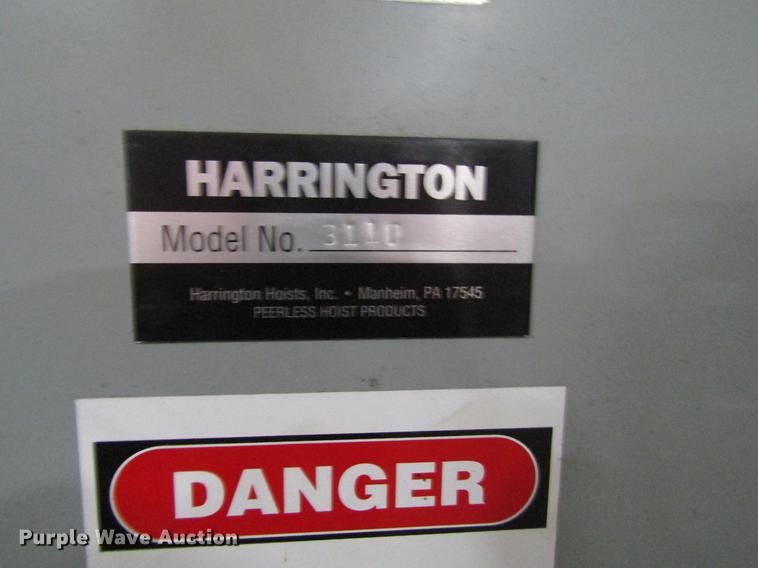 HARRINGTON
Model No. 3110
Harrington Hoists, Inc. • Manheim, PA 17545
PEERLESS HOIST PRODUCTS
DANGER
Purple Wave Auction